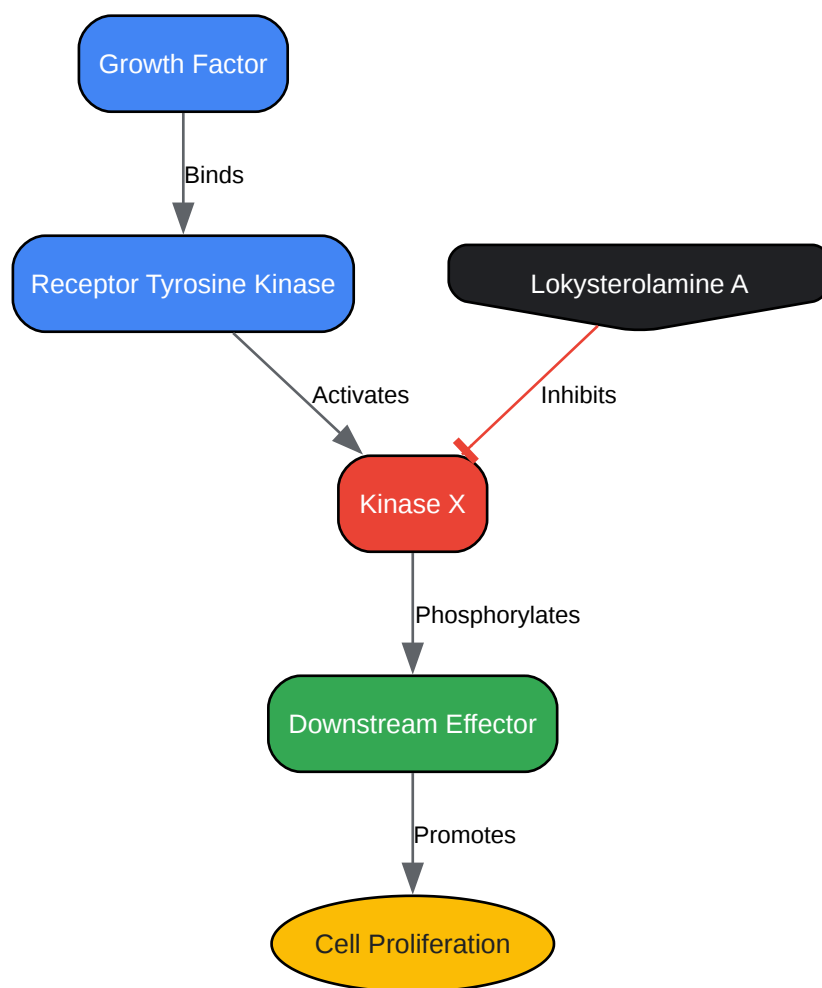 Growth Factor
Binds
Receptor Tyrosine Kinase
Lokysterolamine A
Activates
Inhibits
Kinase X
Phosphorylates
Downstream Effector
Promotes
Cell Proliferation